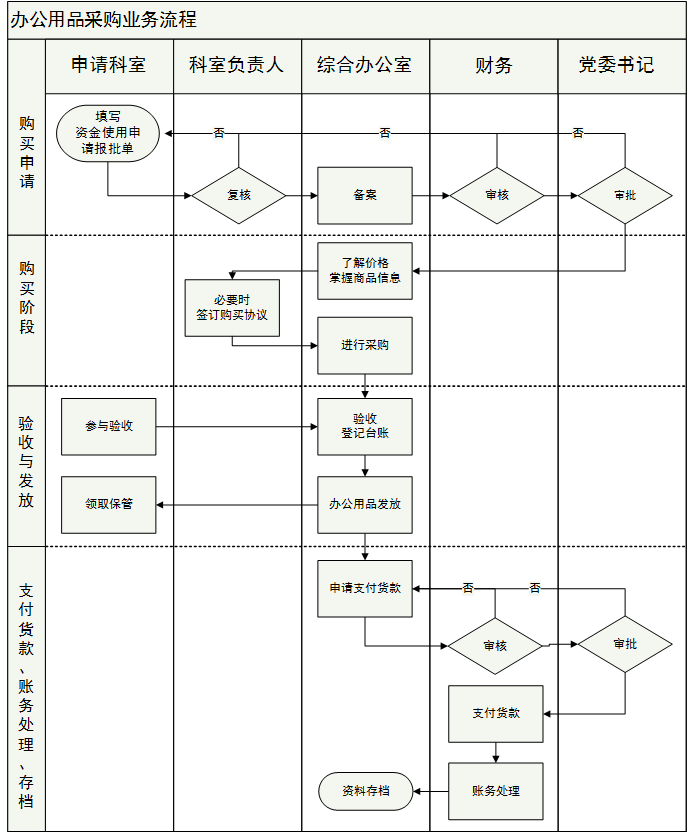 办公用品采购业务流程
申请科室
科室负责人
综合办公室
财务
党委书记
购买申请
填写
资金使用申
请报批单
否
否
否
复核
备案
审核
审批
购买阶段
了解价格
掌握商品信息
必要时
签订购买协议
进行采购
验收与发放
参与验收
验收
登记台账
领取保管
办公用品发放
支付货款、账务处理、存档
申请支付货款
否
否
审核
审批
支付货款
资料存档
账务处理